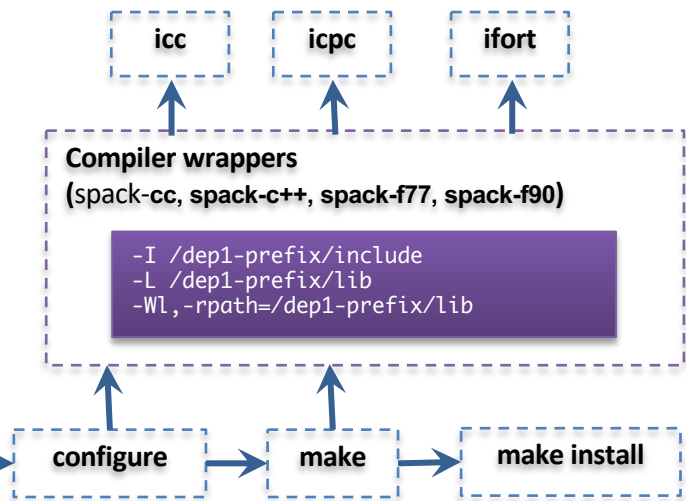 icc icpc ifort
Compiler wrappers
(spack-cc, spack-c++, spack-f77, spack-f90)
-I /dep1-prefix/include
-L /dep1-prefix/lib
-Wl,-rpath=/dep1-prefix/lib
configure make make install